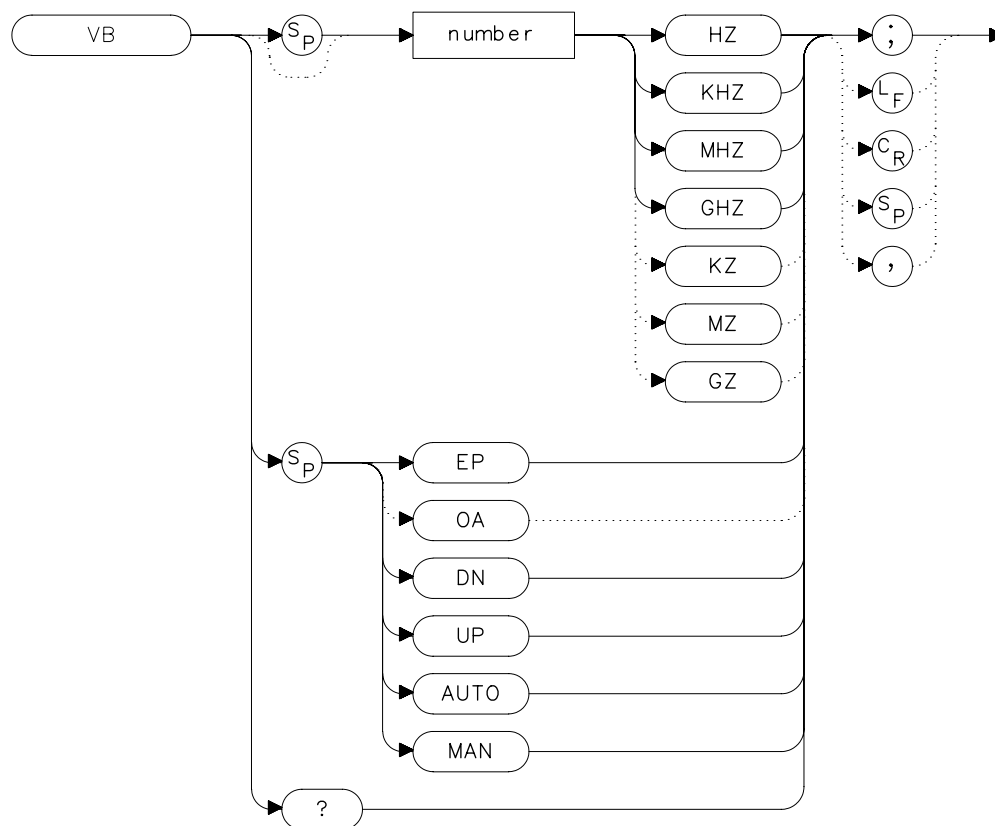 VB SP number HZ ;
KHZ LF
MHZ CR
GHZ SP
KZ ,
MZ
GZ
SP EP
OA
DN
UP
AUTO
MAN
?